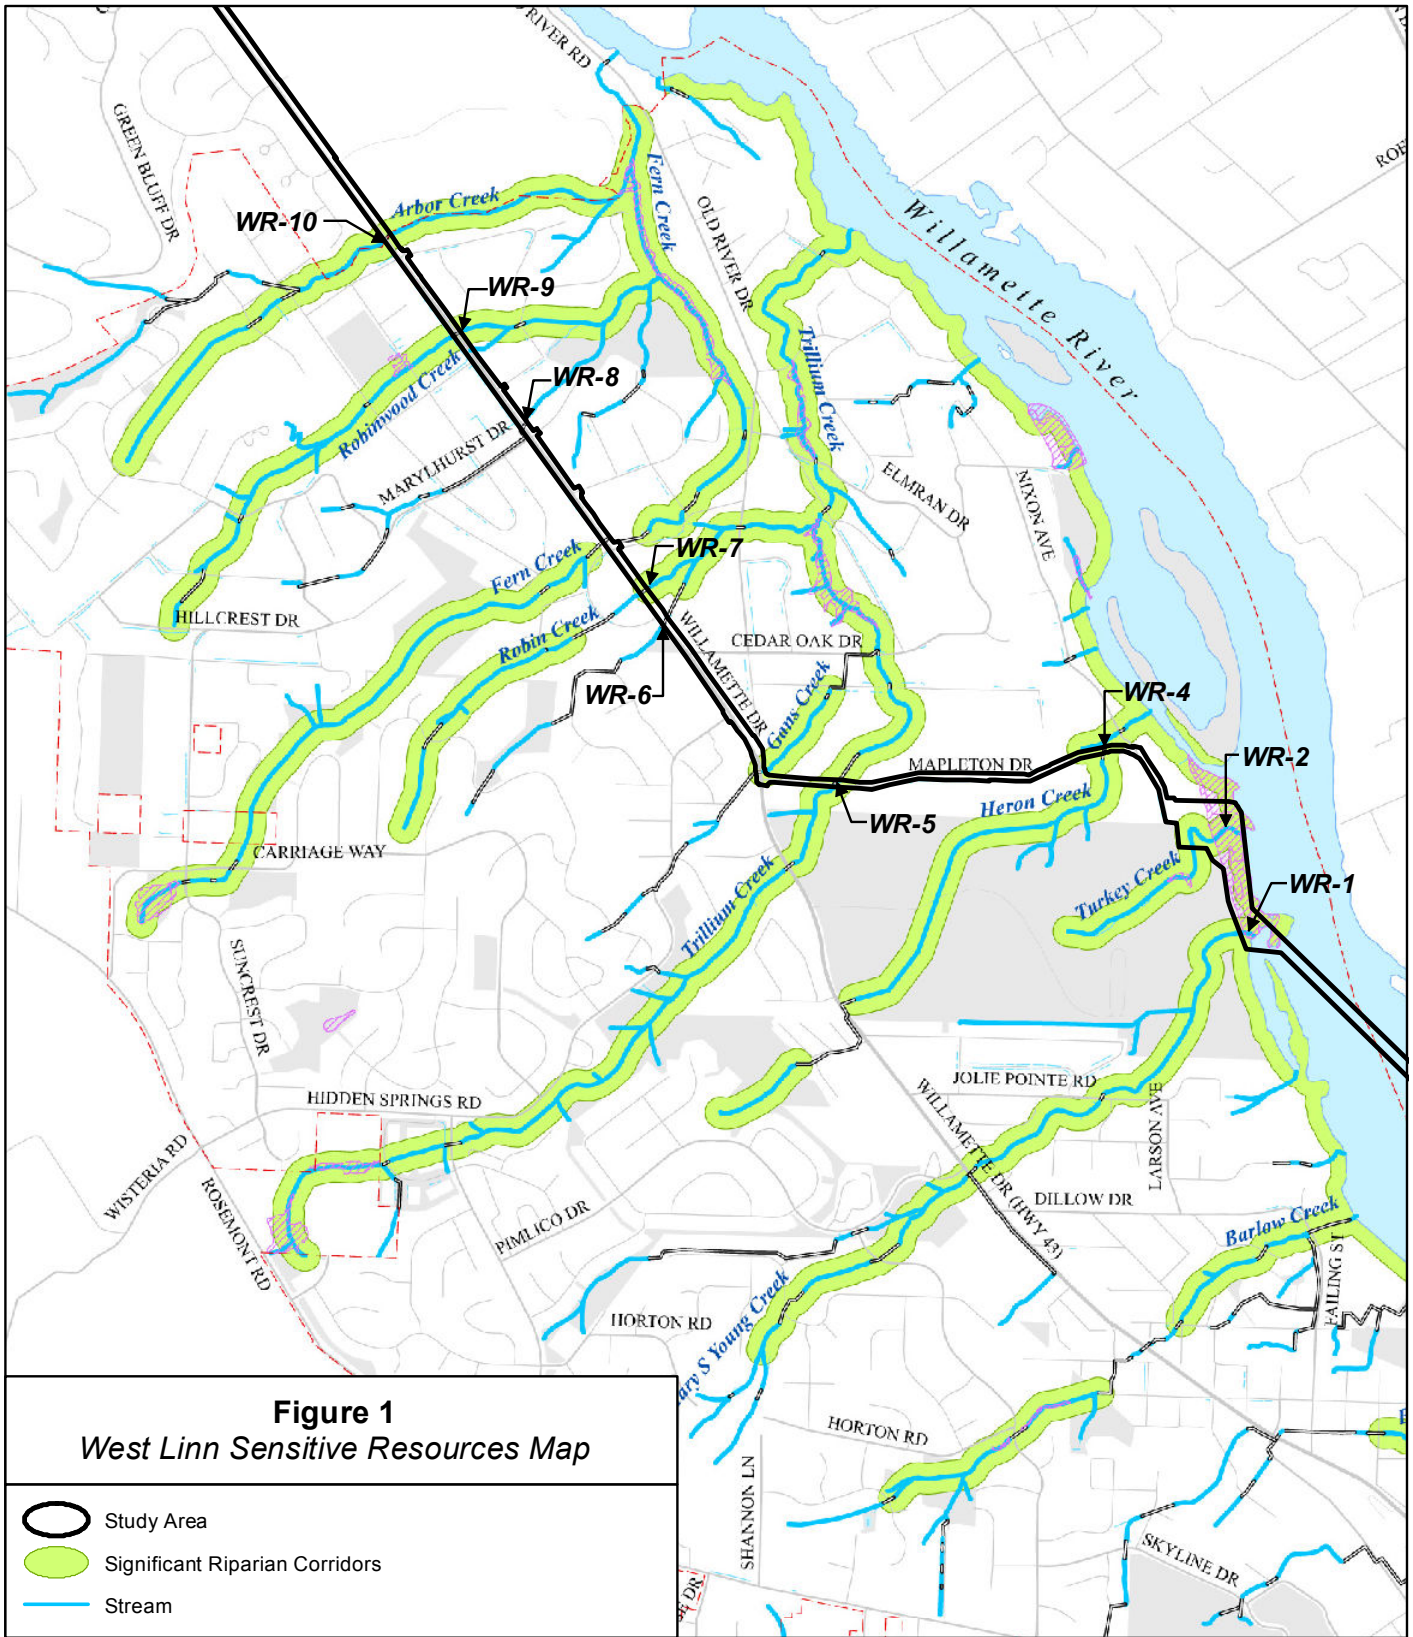 RIVER RD
GREEN BLUFF DR
Arbor Creek
WR-10
Fern Creek
OLD RIVER DR
Willamette River
WR-9
Robinwood Creek
WR-8
MARYLHURST DR
Trillium Creek
ELMRAN DR
NIXON AVE
WR-7
Fern Creek
HILLCREST DR
Robin Creek
WILLAMETTE DR
CEDAR OAK DR
WR-6
Gans Creek
WR-4
MAPLETON DR
WR-2
Heron Creek
WR-5
CARRIAGE WAY
Turkey Creek
WR-1
Trillium Creek
SUNCREST DR
HIDDEN SPRINGS RD
JOLIE POINTE RD
WILLAMETTE DR (HWY 43)
LARSON AVE
WISTERIA RD
ROSEMONT RD
PIMLICO DR
DILLOW DR
Barlow Creek
FAILING ST
HORTON RD
ary S Young Creek
HORTON RD
SHANNON LN
SKYLINE DR
Figure 1
West Linn Sensitive Resources Map
Study Area
Significant Riparian Corridors
Stream